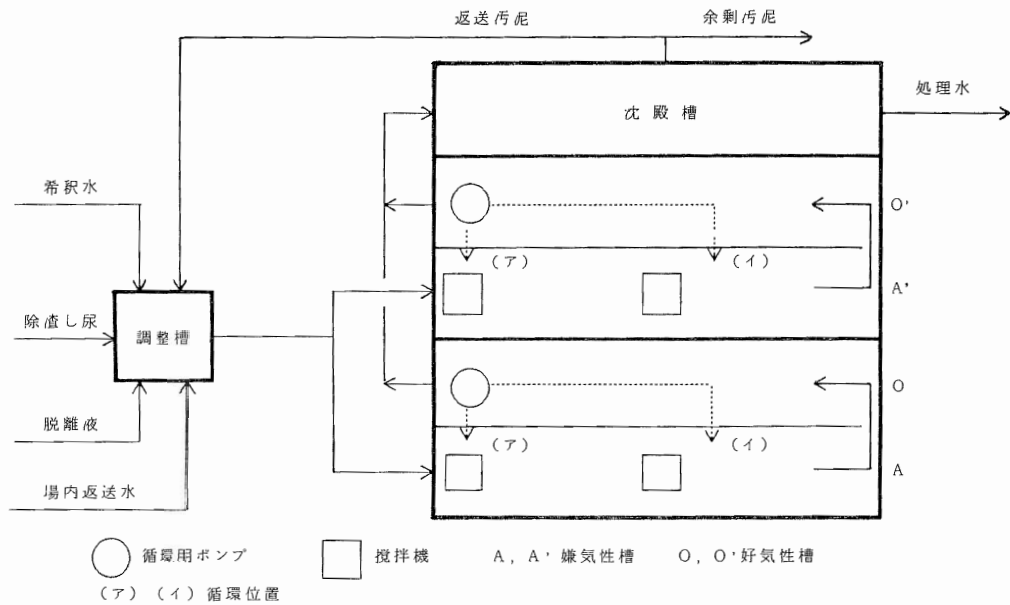 返送汚泥
余剰汚泥
処理水
沈殿槽
希釈水
O'
(ア)
(イ)
A'
除渣し尿
調整槽
O
脱離液
(ア)
(イ)
A
場内返送水
循環用ポンプ
撹拌機
A, A' 嫌気性槽
O, O' 好気性槽
(ア) (イ) 循環位置